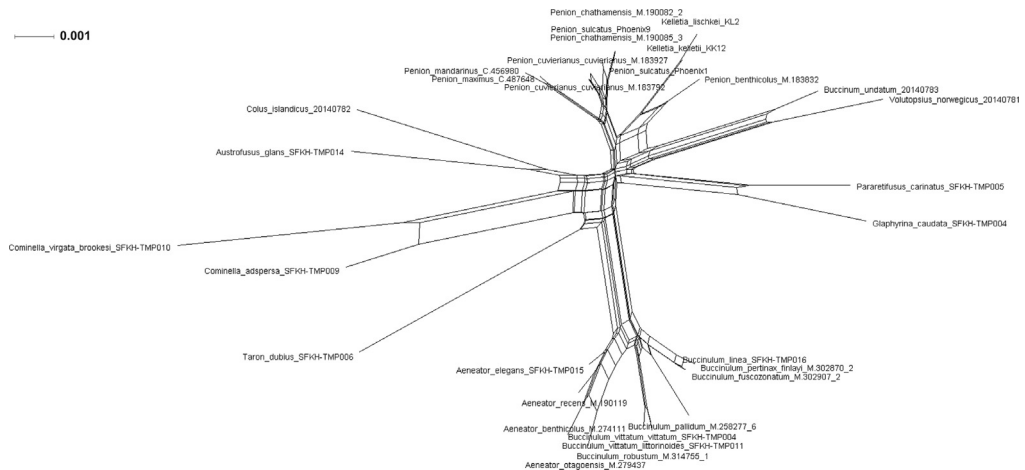 Penion_chathamensis_M.190082_2
Kelletia_lischkei_KL2
0.001
Penion_sulcatus_Phoenix9
Penion_chathamensis_M.190085_3
Kelletia_kelletii_KK12
Penion_cuvierianus_cuvierianus_M.183927
Penion_mandarinus_C.456980
Penion_sulcatus_Phoenix1
Penion_maximus_C.487648
Penion_benthicolus_M.183832
Penion_cuvierianus_cuvierianus_M.183792
Buccinum_undatum_20140783
Volutopsius_norwegicus_20140781
Colus_islandicus_20140782
Austrofusus_glans_SFKH-TMP014
Pararetifusus_carinatus_SFKH-TMP005
Glaphyrina_caudata_SFKH-TMP004
Cominella_virgata_brookesi_SFKH-TMP010
Cominella_adspersa_SFKH-TMP009
Taron_dubius_SFKH-TMP006
Buccinulum_linea_SFKH-TMP016
Aeneator_elegans_SFKH-TMP015
Buccinulum_pertinax_finlayi_M.302870_2
Buccinulum_fuscozonatum_M.302907_2
Aeneator_recens_M.190119
Aeneator_benthicolus_M.274111
Buccinulum_pallidum_M.258277_6
Buccinulum_vittatum_vittatum_SFKH-TMP004
Buccinulum_vittatum_littorinoides_SFKH-TMP011
Buccinulum_robustum_M.314755_1
Aeneator_otagoensis_M.279437